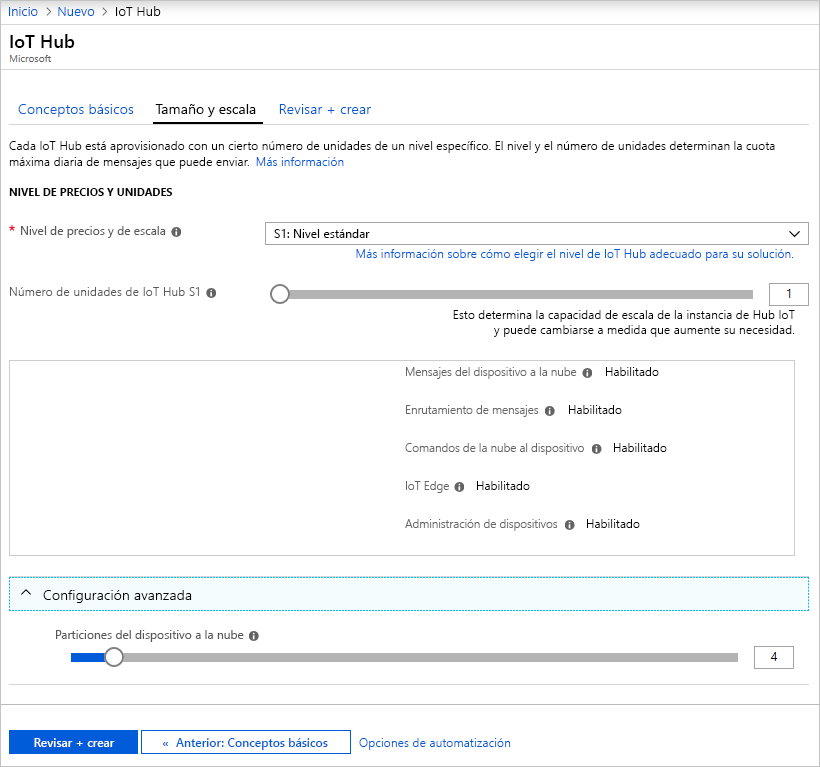 Inicio > Nuevo > IoT Hub
IoT Hub
Microsoft
Conceptos básicos Tamaño y escala Revisar + crear
Cada IoT Hub está aprovisionado con un cierto número de unidades de un nivel específico. El nivel y el número de unidades determinan la cuota
máxima diaria de mensajes que puede enviar. Más información
NIVEL DE PRECIOS Y UNIDADES
* Nivel de precios y de escala
S1: Nivel estándar
Más información sobre cómo elegir el nivel de IoT Hub adecuado para su solución.
Número de unidades de IoT Hub S1
1
Esto determina la capacidad de escala de la instancia de Hub IoT
y puede cambiarse a medida que aumente su necesidad.
Mensajes del dispositivo a la nube Habilitado
Enrutamiento de mensajes Habilitado
Comandos de la nube al dispositivo Habilitado
IoT Edge Habilitado
Administración de dispositivos Habilitado
Configuración avanzada
Particiones del dispositivo a la nube
4
Revisar + crear « Anterior: Conceptos básicos Opciones de automatización